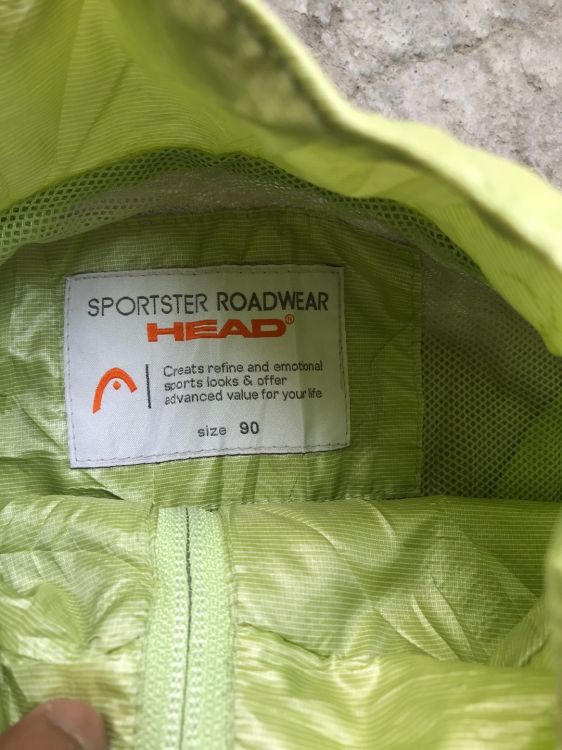 SPORTSTER ROADWEAR
HEAD®
Creats refine and emotional
sports looks & offer
advanced value for your life
size 90